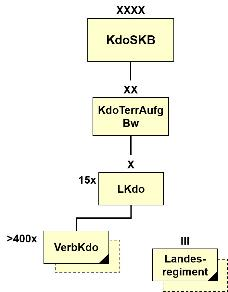 XXXX
KdoSKB
XX
KdoTerrAufg
Bw
X
15x
LKdo
>400x
VerbKdo
III
Landes-
regiment